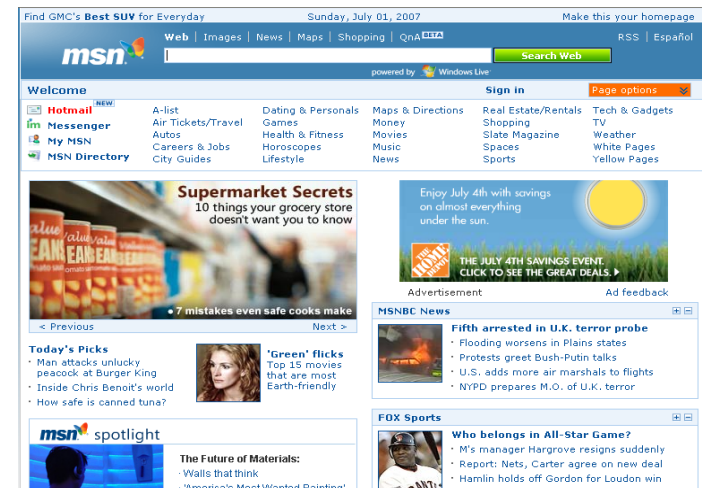 Find GMC's Best SUV for Everyday
Sunday, July 01, 2007
Make this your homepage
msn
Web | Images | News | Maps | Shopping | QnA BETA
RSS | Español
Search Web
powered by Windows Live
Welcome
Sign in
Page options
Hotmail NEW
Messenger
My MSN
MSN Directory
A-list
Air Tickets/Travel
Autos
Careers & Jobs
City Guides
Dating & Personals
Games
Health & Fitness
Horoscopes
Lifestyle
Maps & Directions
Money
Movies
Music
News
Real Estate/Rentals
Shopping
Slate Magazine
Spaces
Sports
Tech & Gadgets
TV
Weather
White Pages
Yellow Pages
Supermarket Secrets
10 things your grocery store
doesn't want you to know
• 7 mistakes even safe cooks make
< Previous
Next >
Today's Picks
· Man attacks unlucky
peacock at Burger King
· Inside Chris Benoit's world
· How safe is canned tuna?
'Green' flicks
Top 15 movies
that are most
Earth-friendly
msn spotlight
The Future of Materials:
· Walls that think
· 'America's Most Wanted Painting'
Enjoy July 4th with savings
on almost everything
under the sun.
THE HOME DEPOT
THE JULY 4TH SAVINGS EVENT.
CLICK TO SEE THE GREAT DEALS.
Advertisement
Ad feedback
MSNBC News
Fifth arrested in U.K. terror probe
· Flooding worsens in Plains states
· Protests greet Bush-Putin talks
· U.S. adds more air marshals to flights
· NYPD prepares M.O. of U.K. terror
FOX Sports
Who belongs in All-Star Game?
· M's manager Hargrove resigns suddenly
· Report: Nets, Carter agree on new deal
· Hamlin holds off Gordon for Loudon win